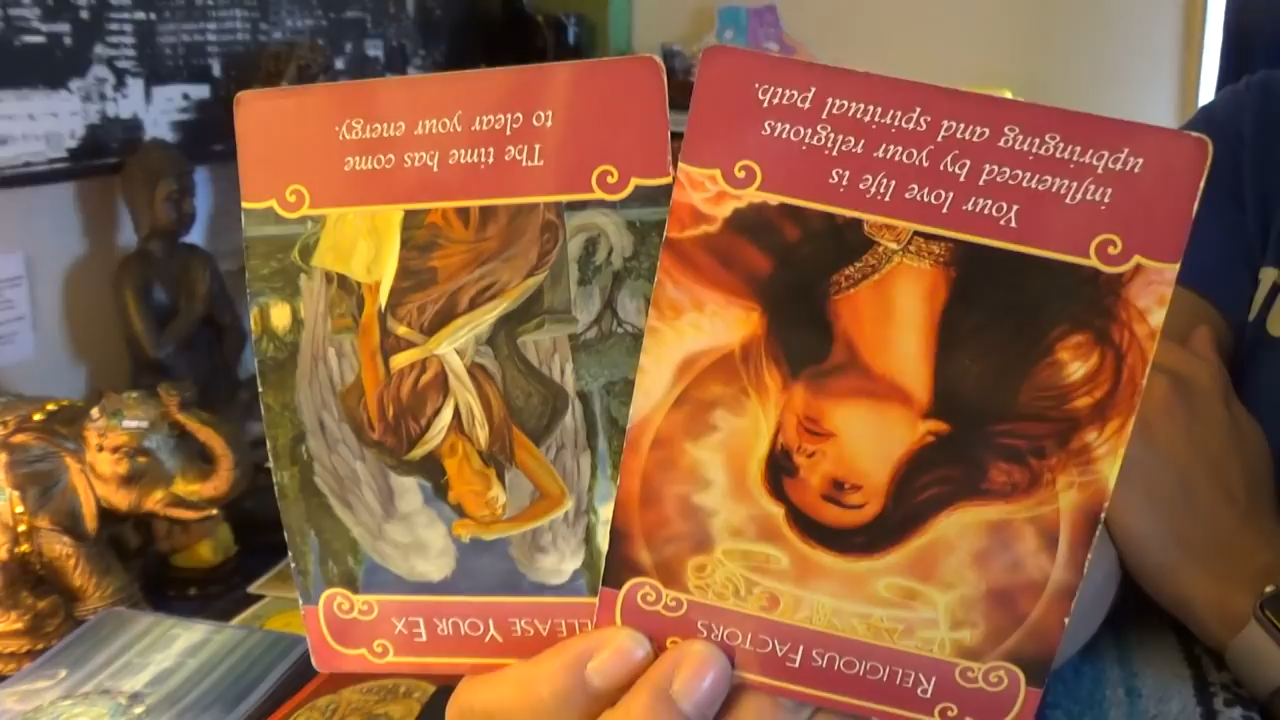 ELEASE YOUR EX
The time has come
to clear your energy.
RELIGIOUS FACTORS
Your love life is
influenced by your religious
upbringing and spiritual path.